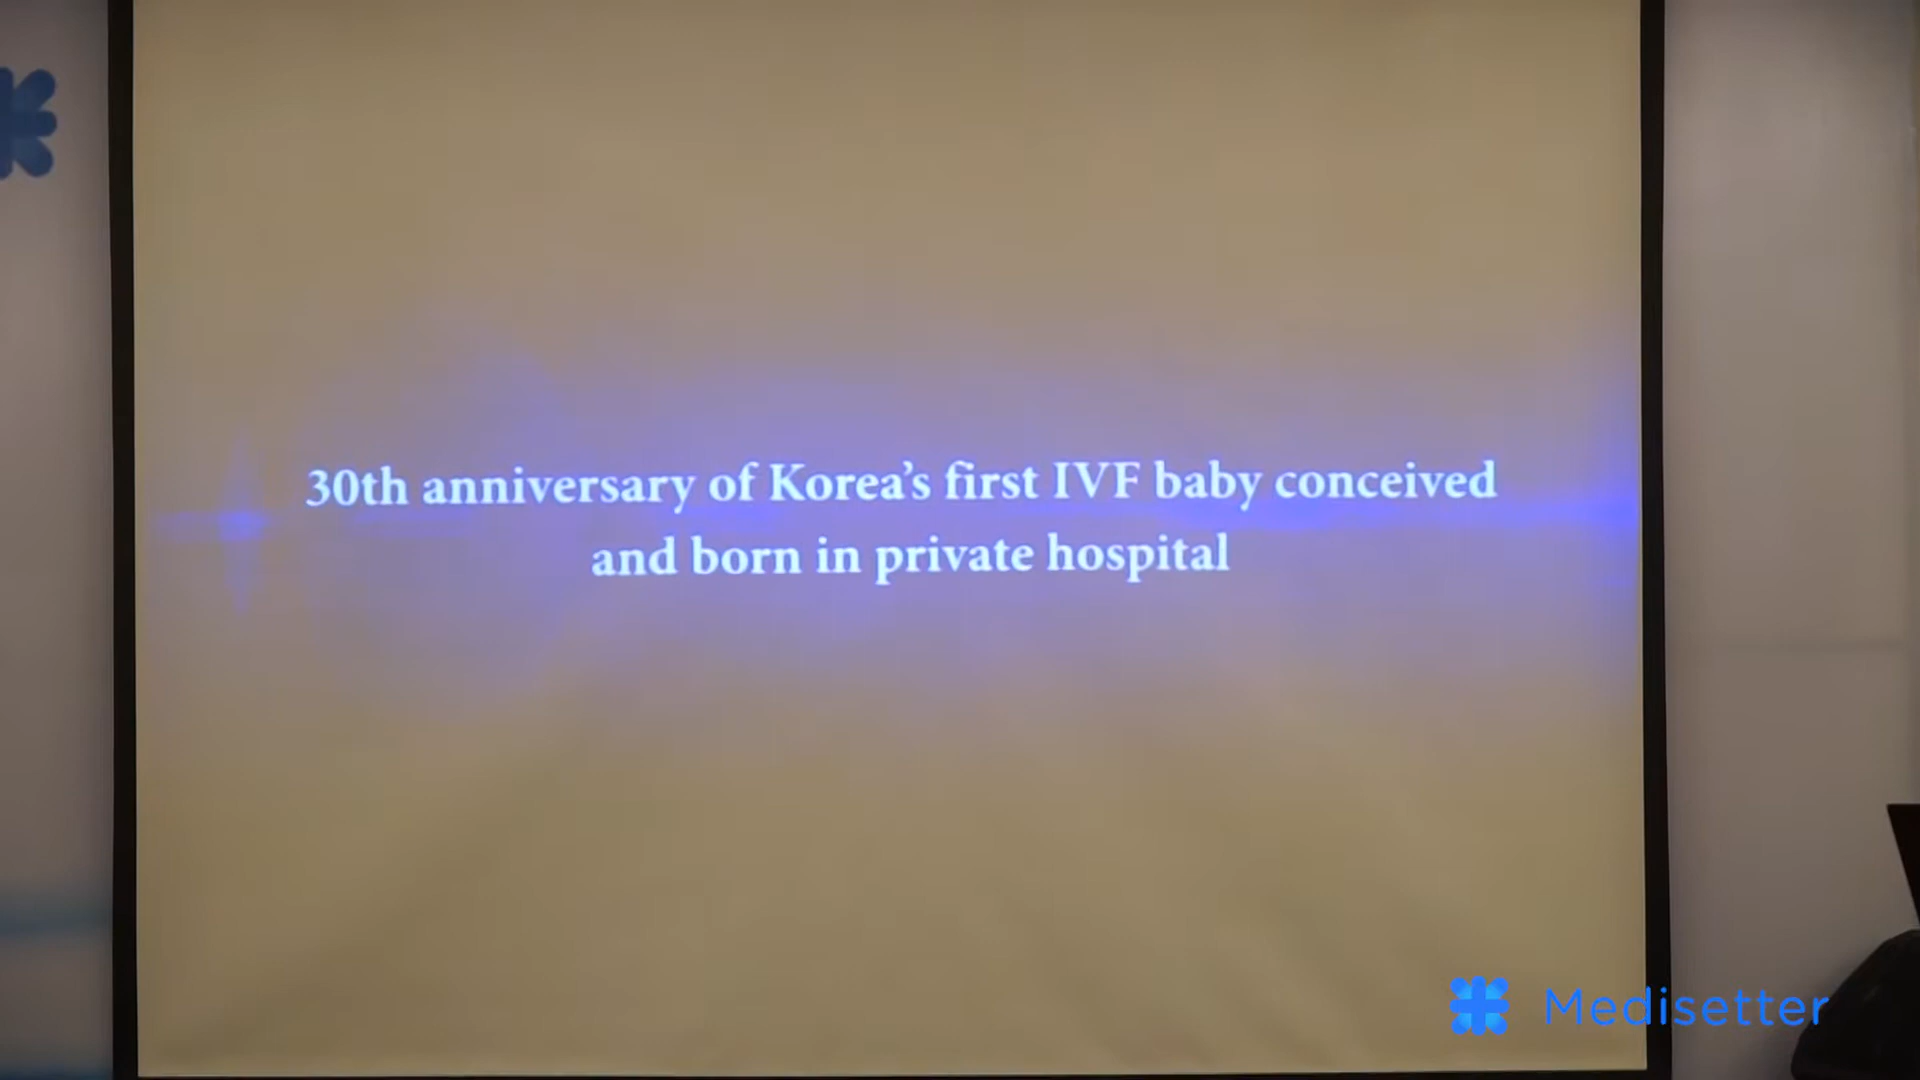 30th anniversary of Korea's first IVF baby conceived
and born in private hospital
Medisetter